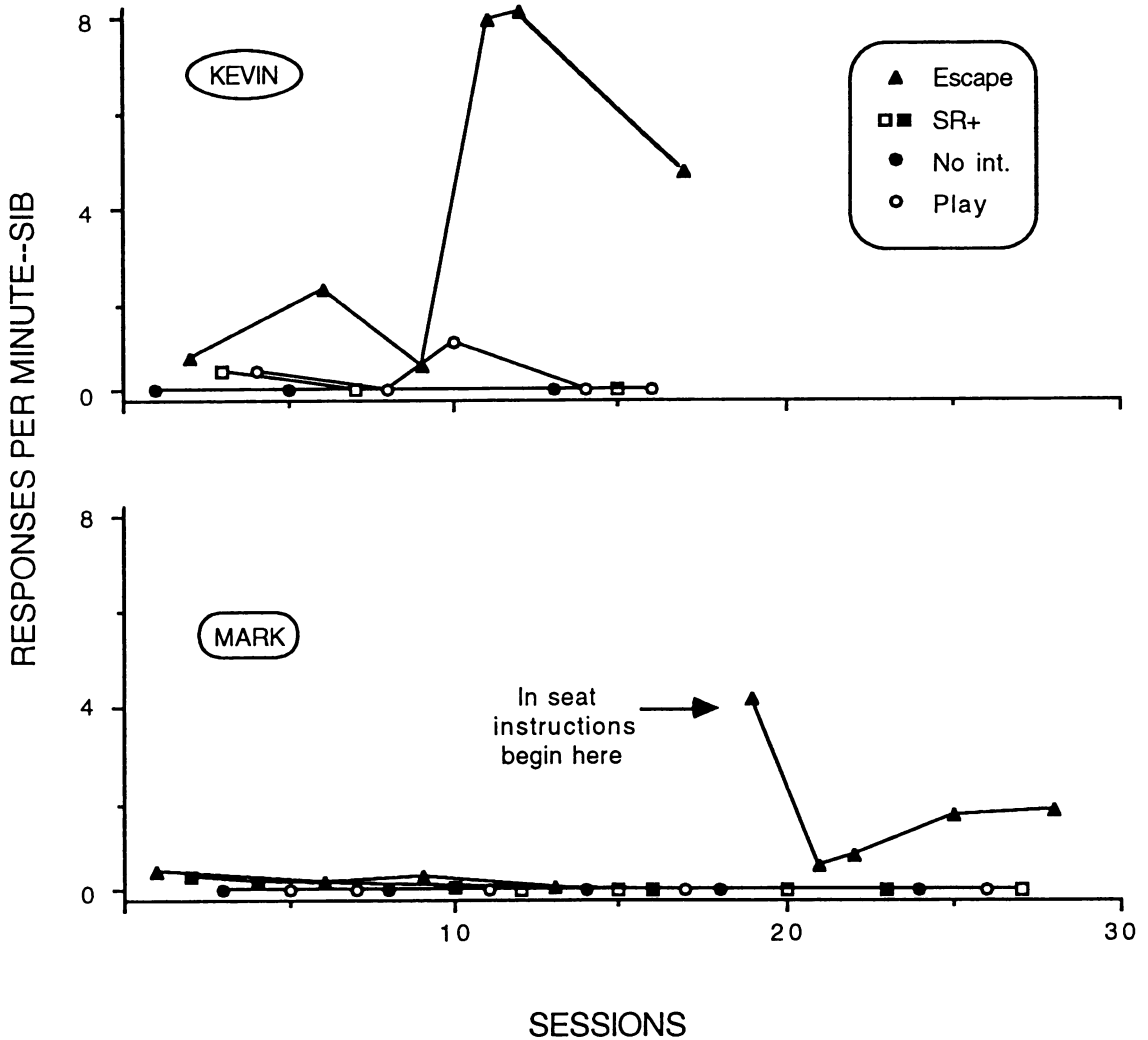 8
KEVIN
Escape
SR+
No int.
Play
4
0
RESPONSES PER MINUTE--SIB
8
MARK
In seat
instructions
begin here
4
0
10
20
30
SESSIONS